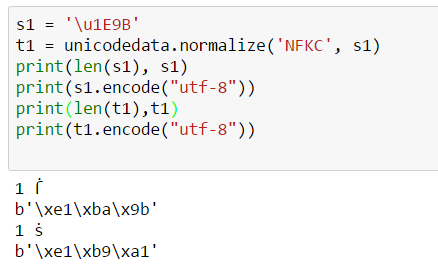 s1 = '\u1E9B'
t1 = unicodedata.normalize('NFKC', s1)
print(len(s1), s1)
print(s1.encode("utf-8"))
print(len(t1),t1)
print(t1.encode("utf-8"))
1 ẛ
b'\xe1\xba\x9b'
1 ṡ
b'\xe1\xb9\xa1'